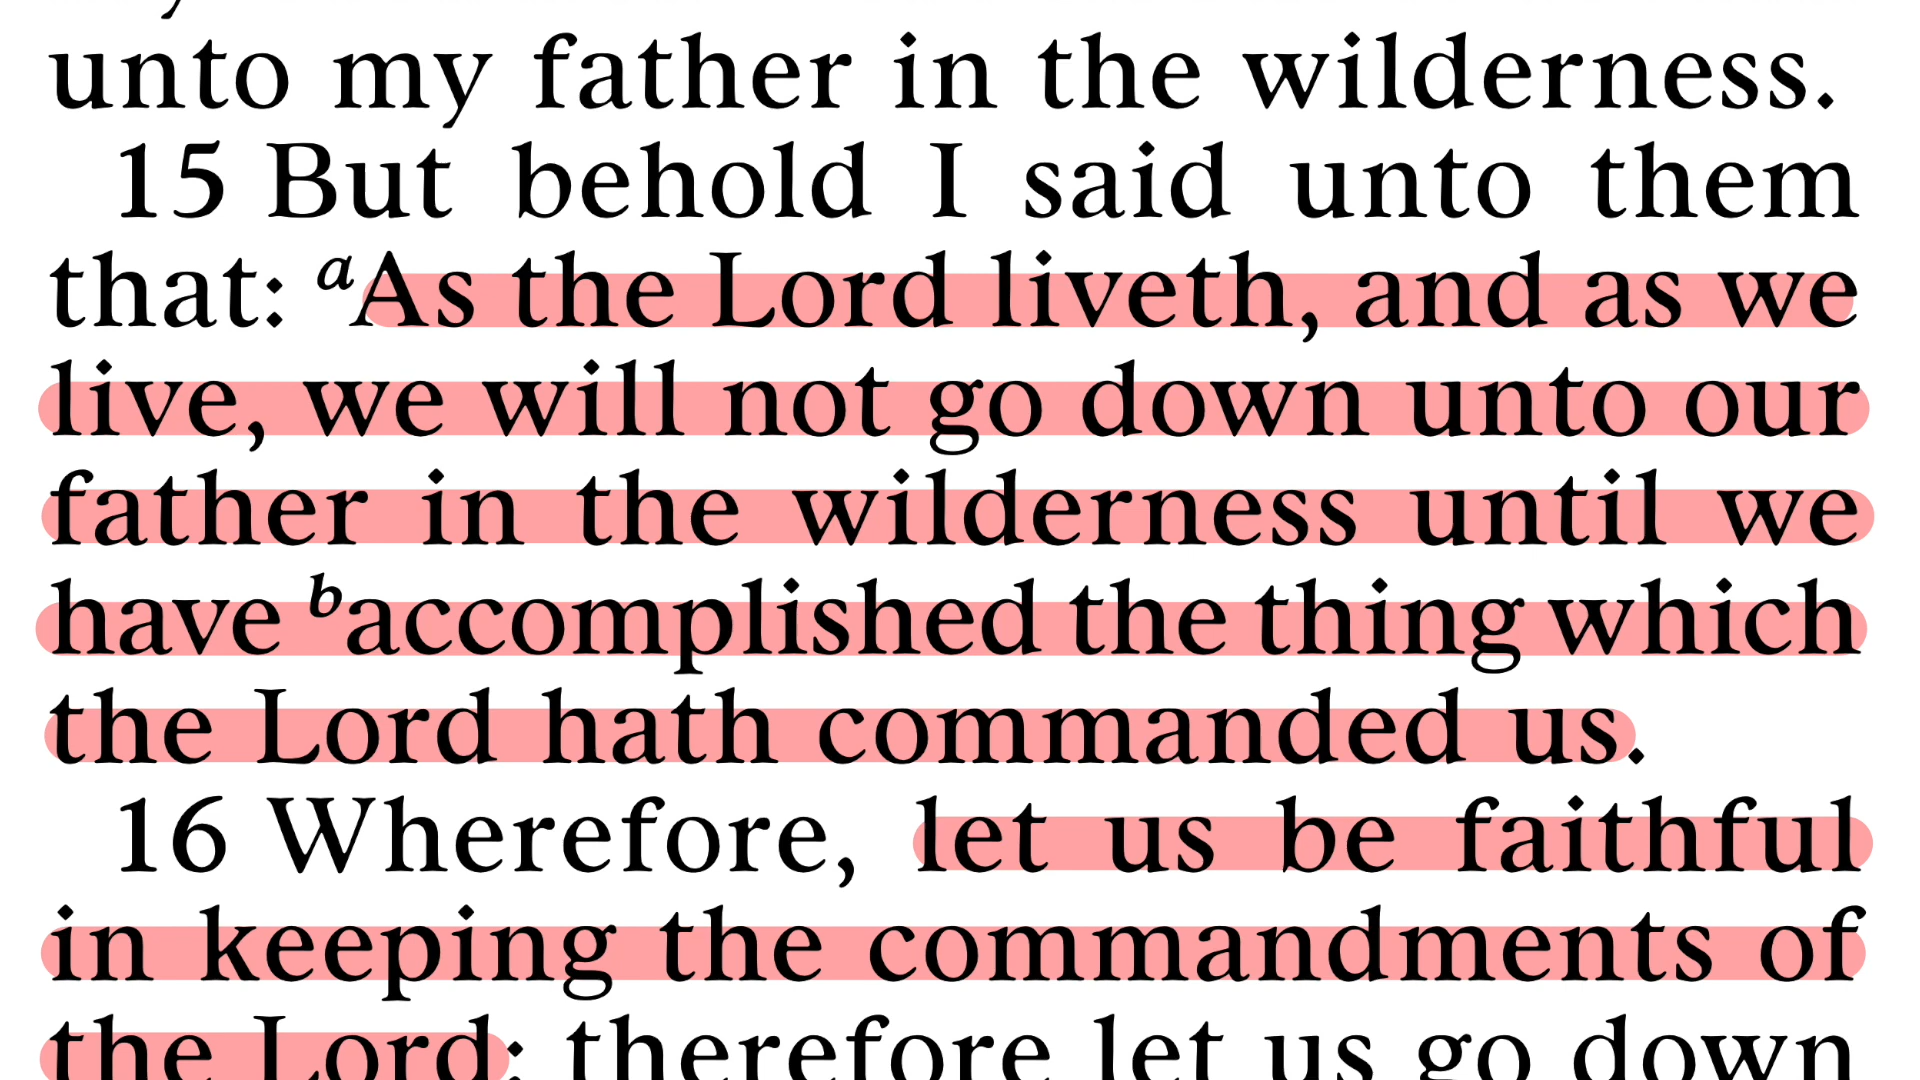 unto my father in the wilderness.
15 But behold I said unto them
that: aAs the Lord liveth, and as we
live, we will not go down unto our
father in the wilderness until we
have baccomplished the thing which
the Lord hath commanded us.
16 Wherefore, let us be faithful
in keeping the commandments of
the Lord; therefore let us go down